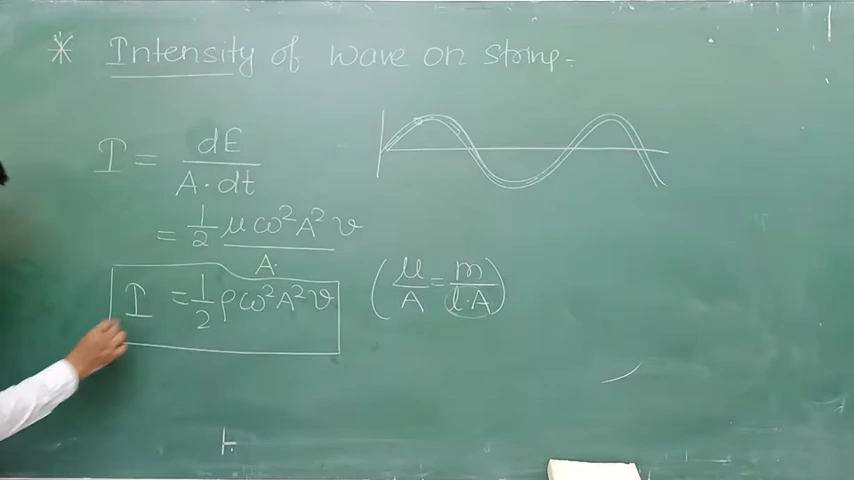 * Intensity of wave on string-
I = dE / A·dt
= 1/2 μω²A²v / A.
I = 1/2 ρω²A²v (μ/A = m/l·A)